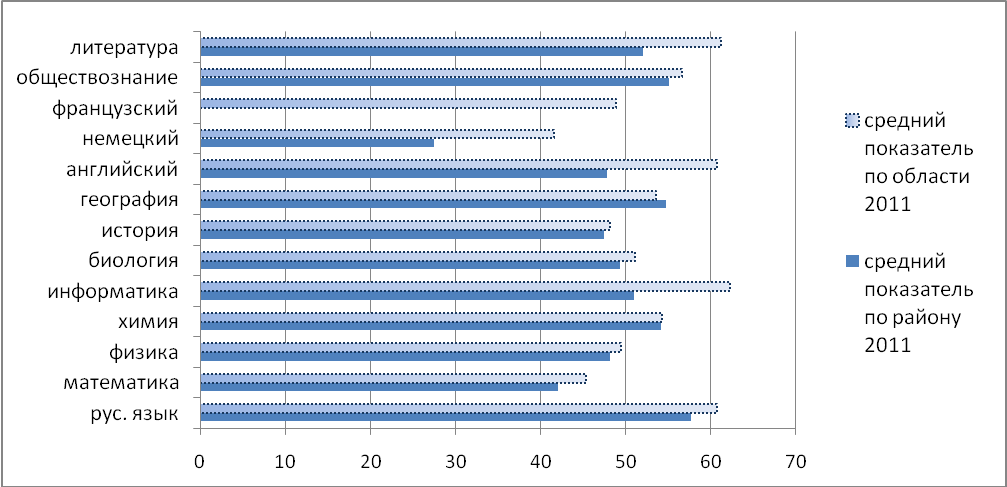 литература
обществознание
французский
немецкий
английский
география
история
биология
информатика
химия
физика
математика
рус. язык
0 10 20 30 40 50 60 70
средний
показатель
по области
2011
средний
показатель
по району
2011